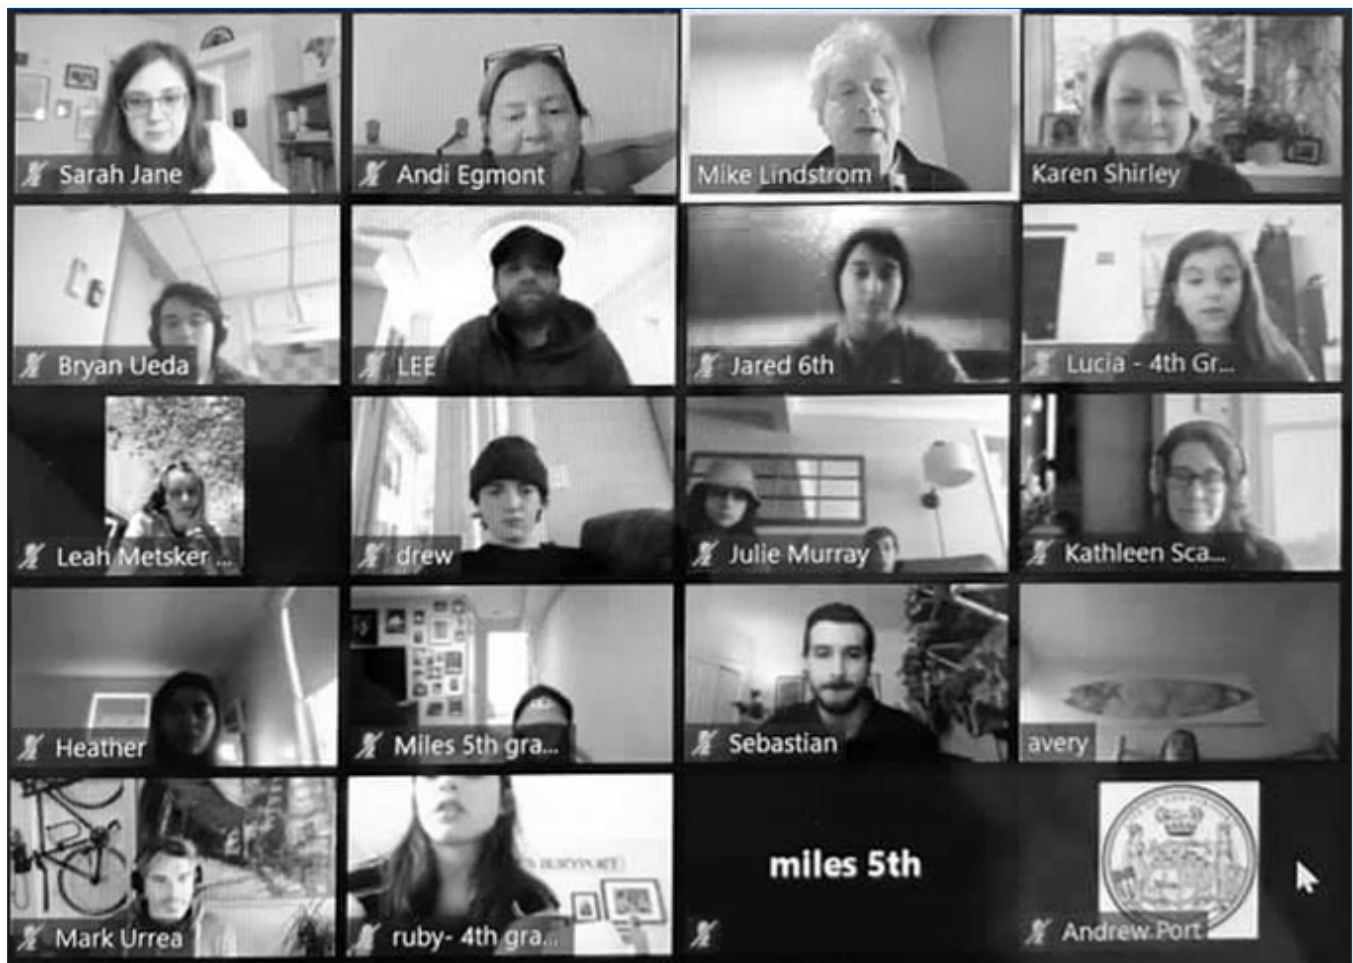 Sarah Jane
Andi Egmont
Mike Lindstrom
Karen Shirley
Bryan Ueda
LEE
Jared 6th
Lucia - 4th Gr...
Leah Metsker ...
drew
Julie Murray
Kathleen Sca...
Heather
Miles 5th gra...
Sebastian
avery
Mark Urrea
ruby- 4th gra...
miles 5th
Andrew Port